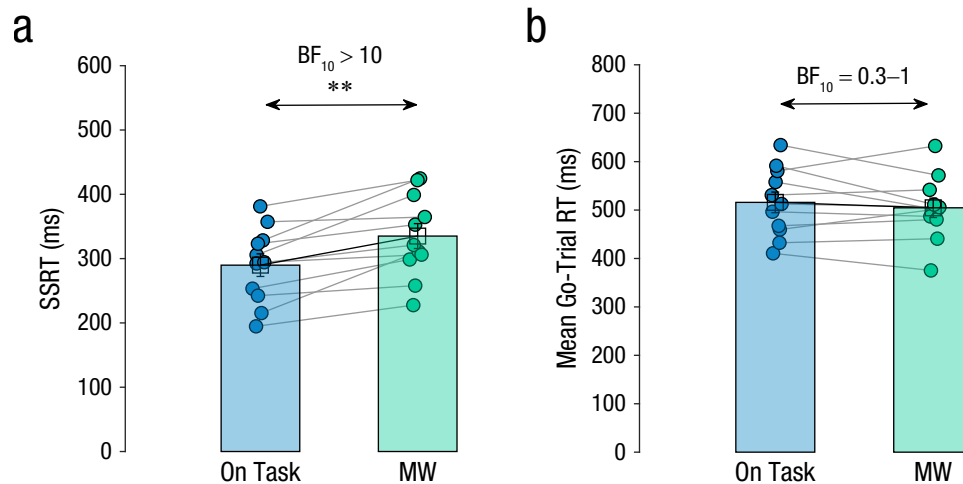 a
BF10 > 10
**
SSRT (ms)
600
500
400
300
200
100
0
On Task
MW
b
BF10 = 0.3–1
Mean Go-Trial RT (ms)
800
700
600
500
400
300
200
100
0
On Task
MW